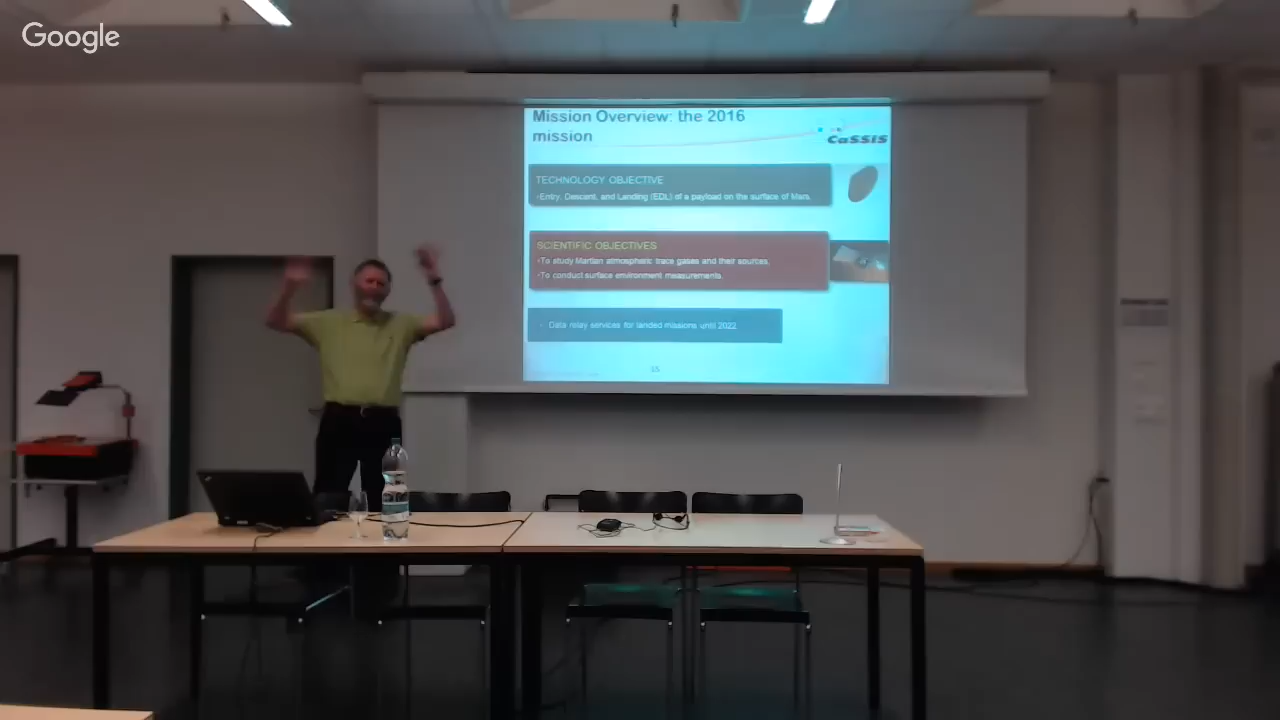 Google
Mission Overview: the 2016
mission
CaSSIS
TECHNOLOGY OBJECTIVE
•Entry, Descent, and Landing (EDL) of a payload on the surface of Mars.
SCIENTIFIC OBJECTIVES
•To study Martian atmospheric trace gases and their sources.
•To conduct surface environment measurements.
• Data relay services for landed missions until 2022
15